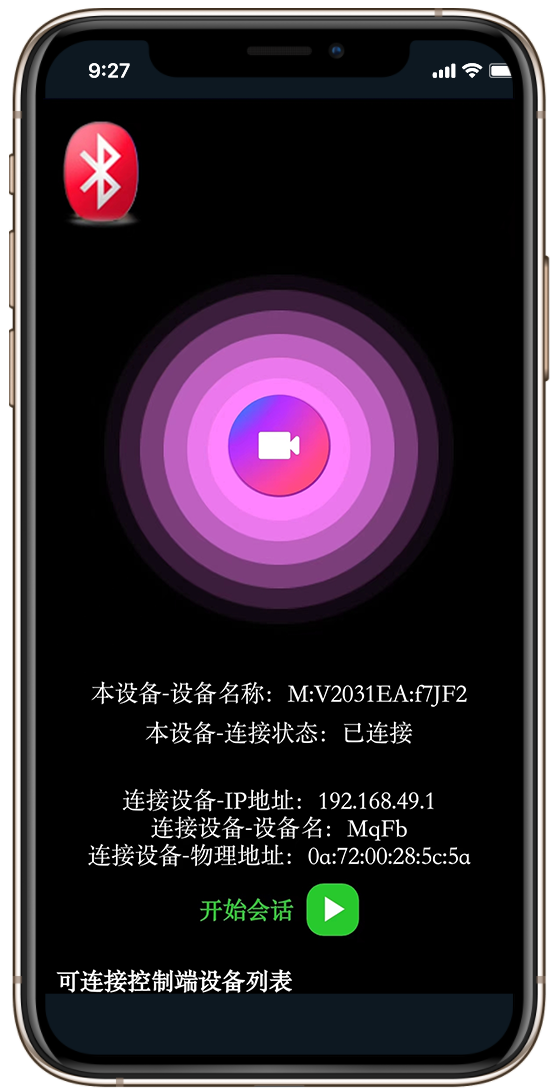 9:27
本设备-设备名称：M:V2031EA:f7JF2
本设备-连接状态：已连接
连接设备-IP地址：192.168.49.1
连接设备-设备名：MqFb
连接设备-物理地址：0a:72:00:28:5c:5a
开始会话
可连接控制端设备列表